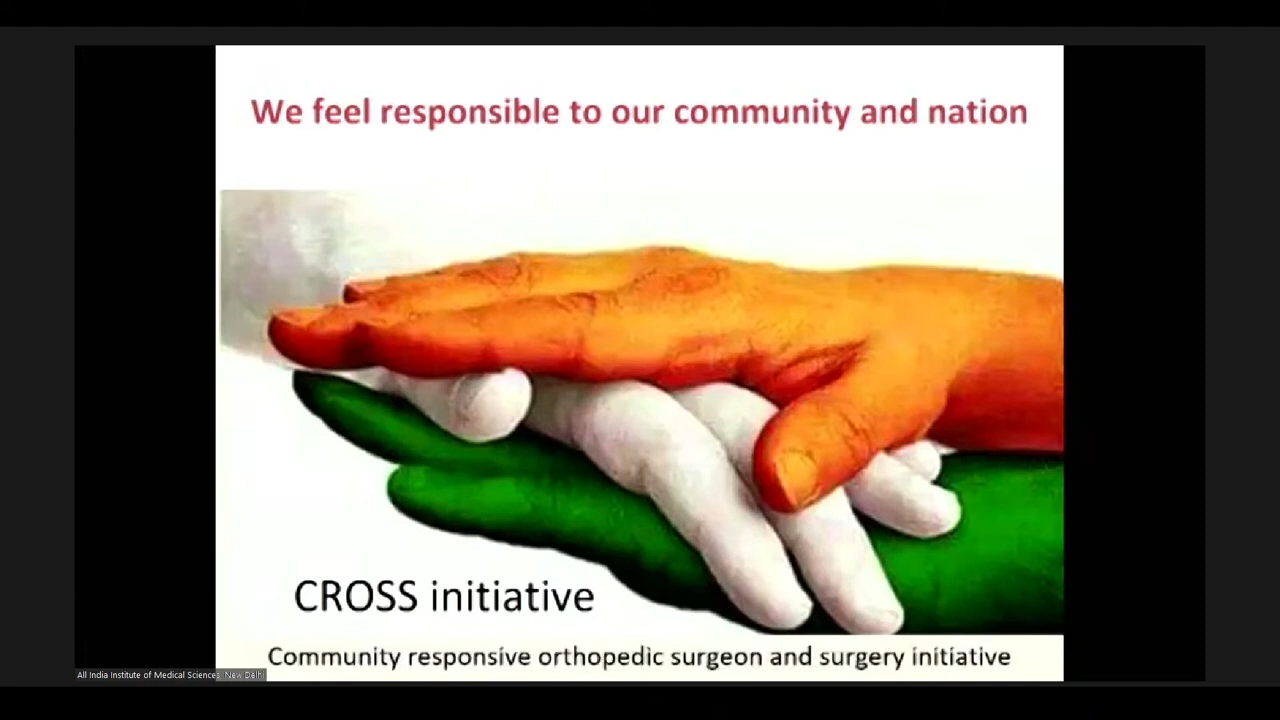 We feel responsible to our community and nation
CROSS initiative
Community responsive orthopedic surgeon and surgery initiative
All India Institute of Medical Sciences, New Delhi